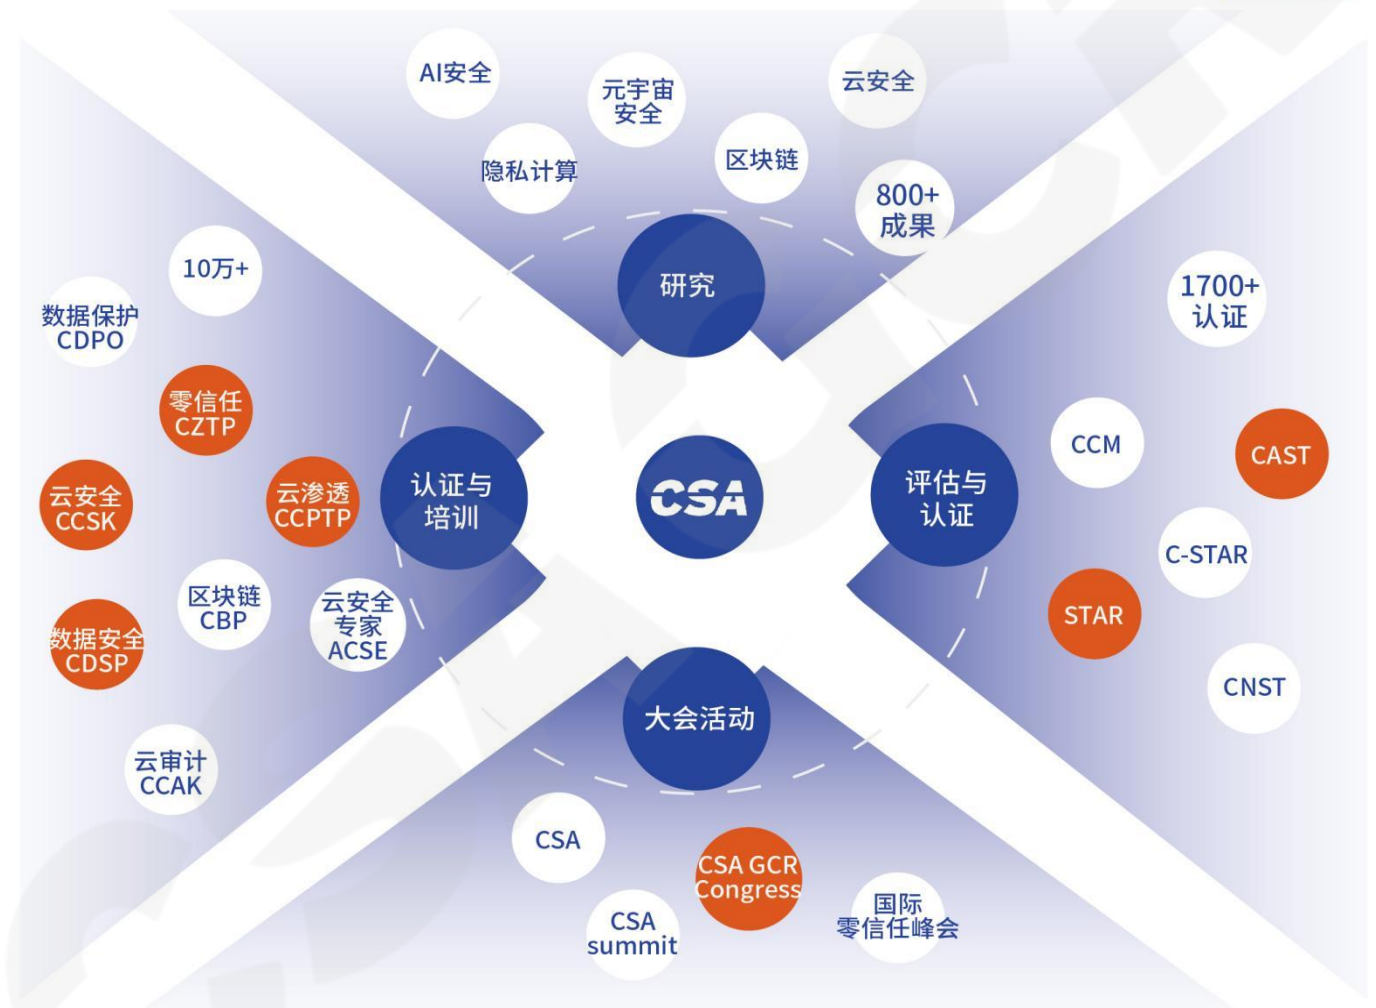 AI安全
元宇宙
安全
云安全
隐私计算
区块链
800+
成果
研究
10万+
数据保护
CDPO
零信任
CZTP
云安全
CCSK
云渗透
CCPTP
认证与
培训
区块链
CBP
云安全
专家
ACSE
数据安全
CDSP
云审计
CCAK
CSA
1700+
认证
CCM
CAST
评估与
认证
C-STAR
STAR
CNST
大会活动
CSA
CSA GCR
Congress
CSA
summit
国际
零信任峰会